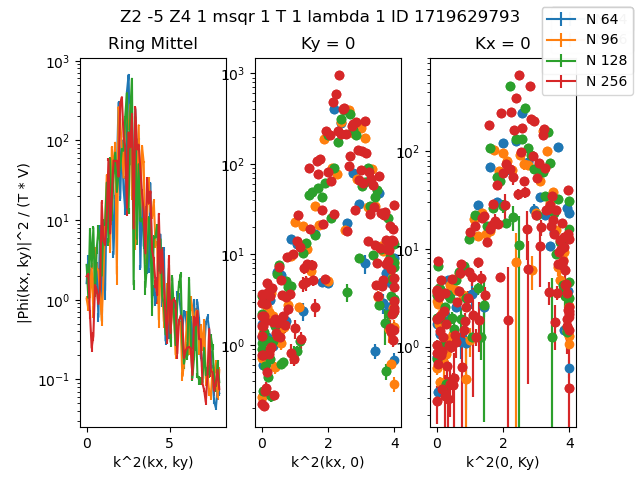 Z2 -5 Z4 1 msqr 1 T 1 lambda 1 ID 1719629793
N 64
N 96
N 128
N 256
Ring Mittel
Ky = 0
Kx = 0
|Phi(kx, ky)|^2 / (T * V)
10^3
10^2
10^1
10^0
10^−1
0 5
k^2(kx, ky)
10^3
10^2
10^1
10^0
0 2 4
k^2(kx, 0)
10^2
10^1
10^0
0 2 4
k^2(0, Ky)